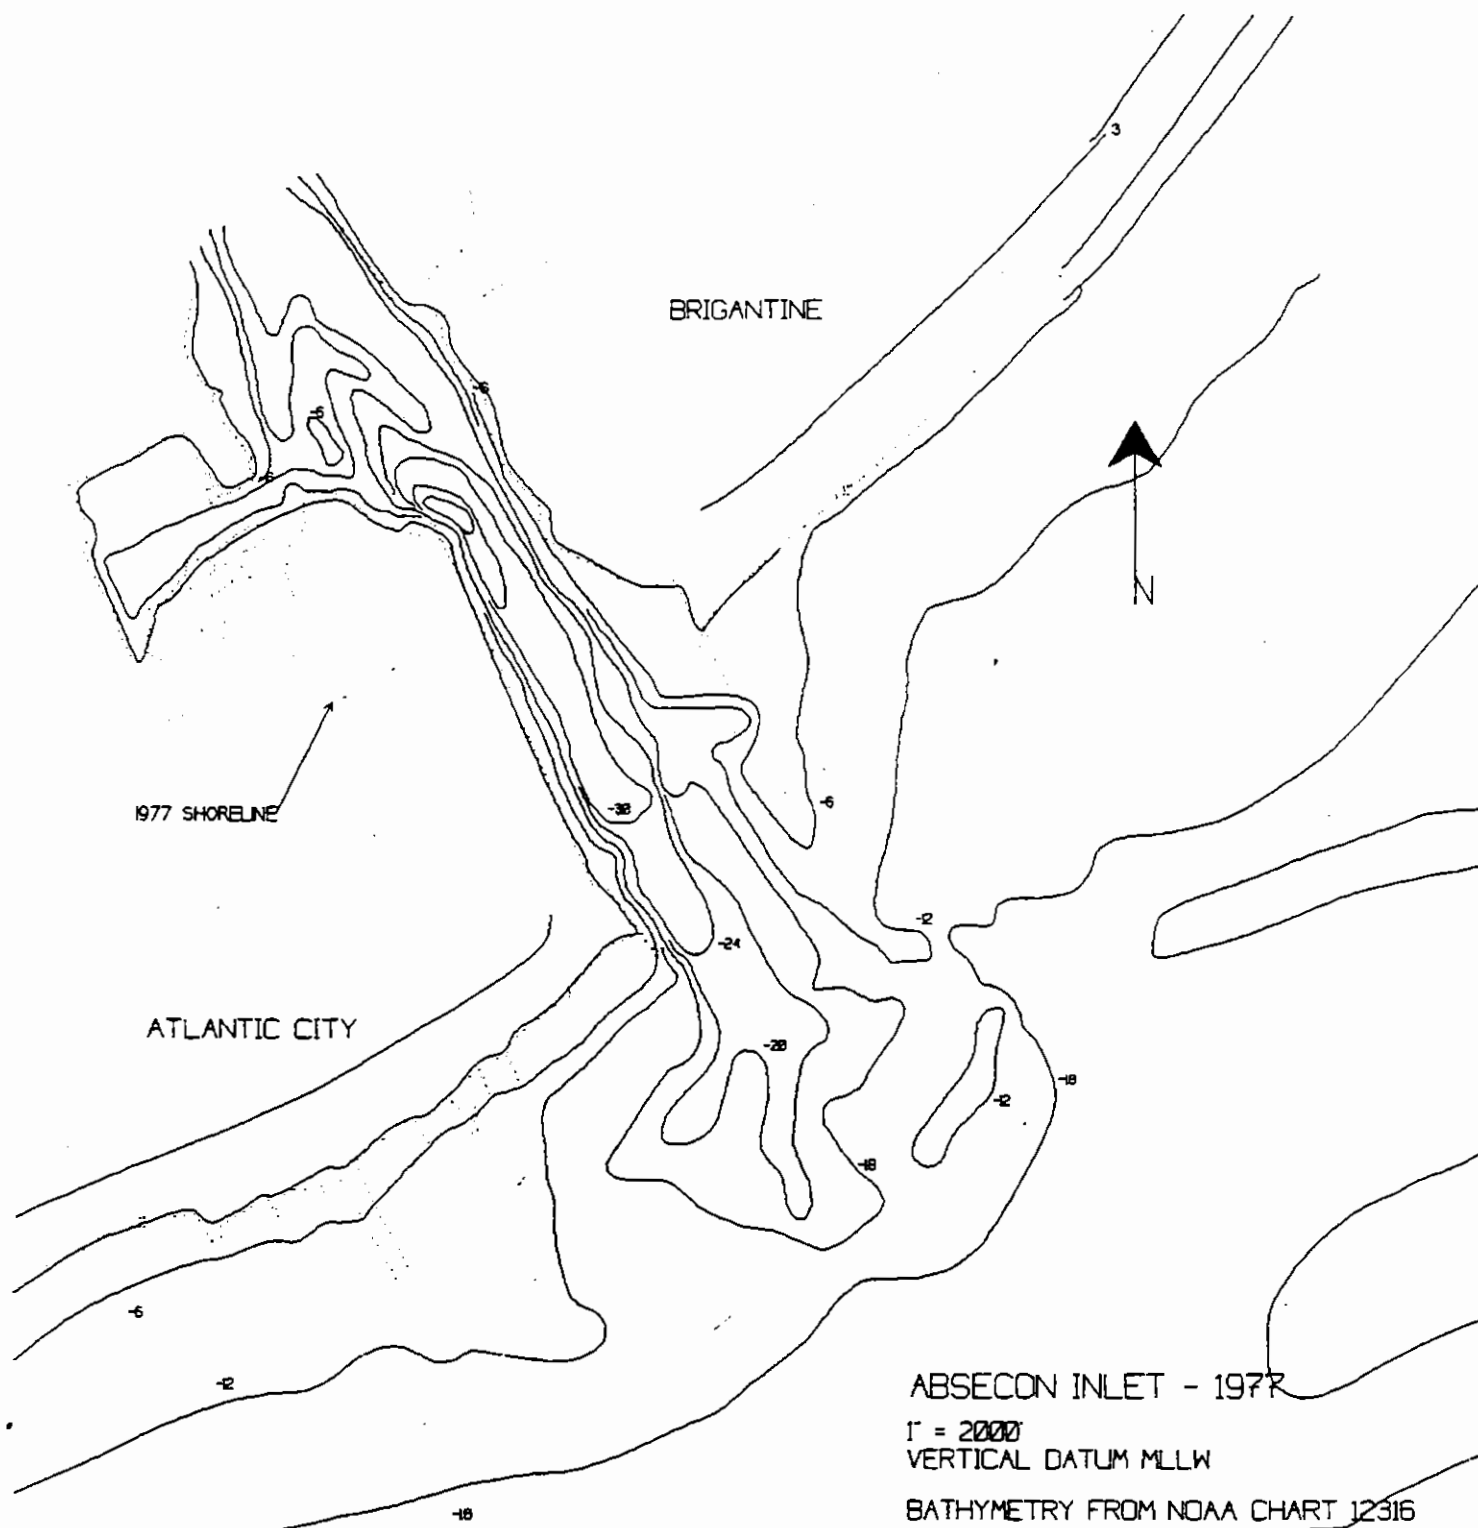 3
BRIGANTINE
-6
-6
-6
N
1977 SHORELINE
-30
-6
-12
-24
ATLANTIC CITY
-20
-18
-12
-18
-6
-12
ABSECON INLET - 1977
1" = 2000'
VERTICAL DATUM MLLW
BATHYMETRY FROM NOAA CHART 12316
-18